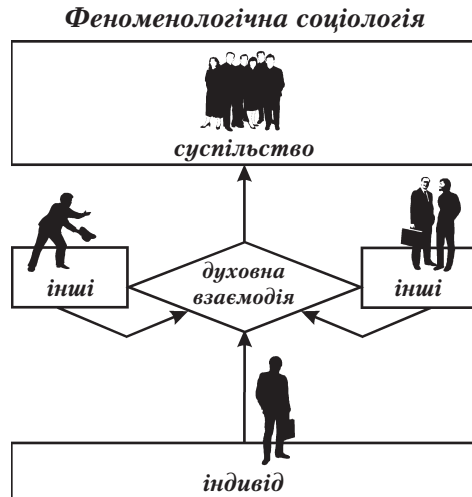 Феноменологічна соціологія
суспільство
інші
духовна
взаємодія
інші
індивід